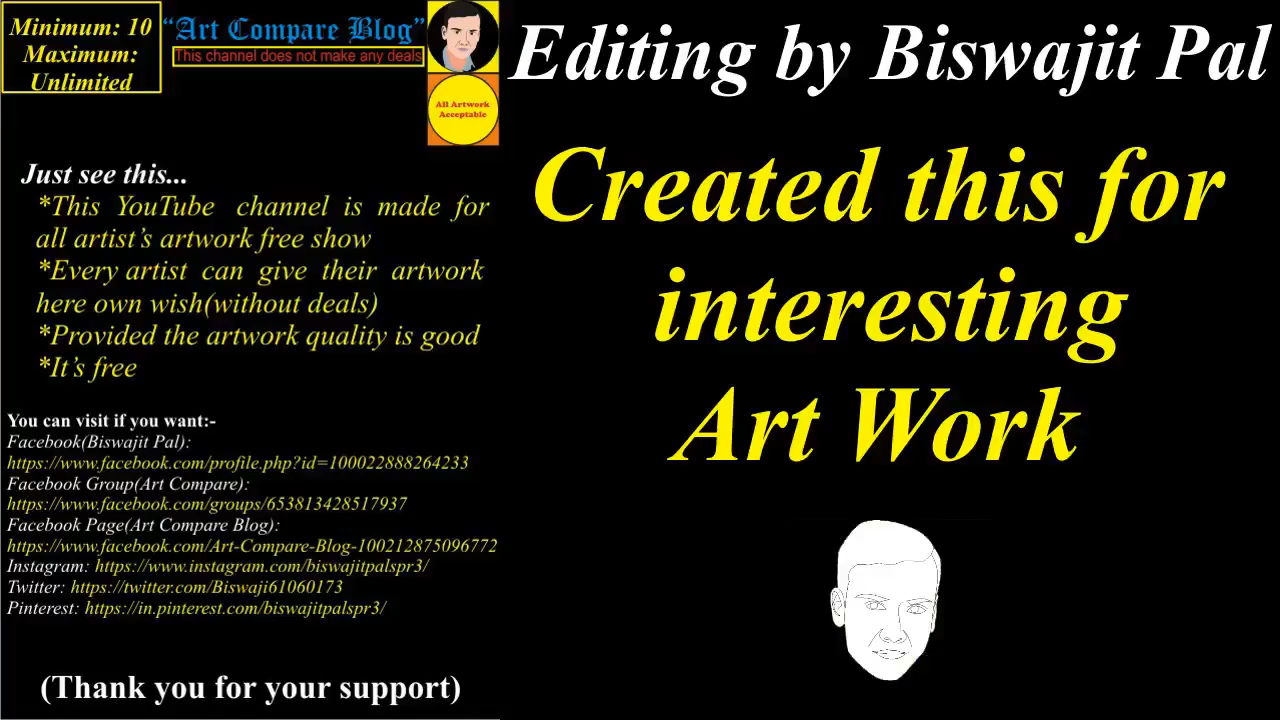 Minimum: 10
Maximum:
Unlimited
“Art Compare Blog”
This channel does not make any deals
All Artwork
Acceptable
Just see this...
*This YouTube channel is made for
all artist’s artwork free show
*Every artist can give their artwork
here own wish(without deals)
*Provided the artwork quality is good
*It’s free
You can visit if you want:-
Facebook(Biswajit Pal):
https://www.facebook.com/profile.php?id=100022888264233
Facebook Group(Art Compare):
https://www.facebook.com/groups/653813428517937
Facebook Page(Art Compare Blog):
https://www.facebook.com/Art-Compare-Blog-100212875096772
Instagram: https://www.instagram.com/biswajitpalspr3/
Twitter: https://twitter.com/Biswaji61060173
Pinterest: https://in.pinterest.com/biswajitpalspr3/
(Thank you for your support)
Editing by Biswajit Pal
Created this for
interesting
Art Work